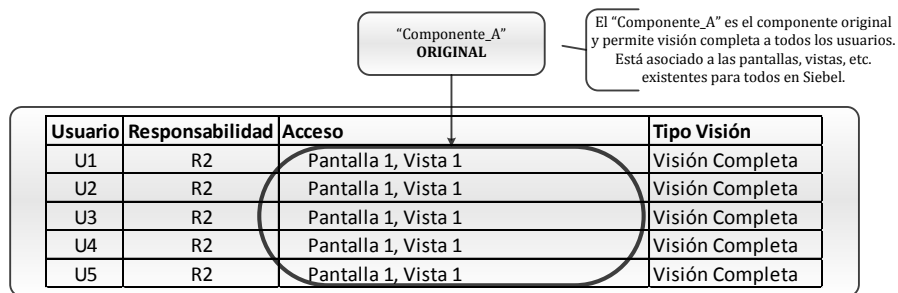 “Componente_A”
ORIGINAL
El “Componente_A” es el componente original
y permite visión completa a todos los usuarios.
Está asociado a las pantallas, vistas, etc.
existentes para todos en Siebel.
Usuario Responsabilidad Acceso Tipo Visión
U1 R2 Pantalla 1, Vista 1 Visión Completa
U2 R2 Pantalla 1, Vista 1 Visión Completa
U3 R2 Pantalla 1, Vista 1 Visión Completa
U4 R2 Pantalla 1, Vista 1 Visión Completa
U5 R2 Pantalla 1, Vista 1 Visión Completa